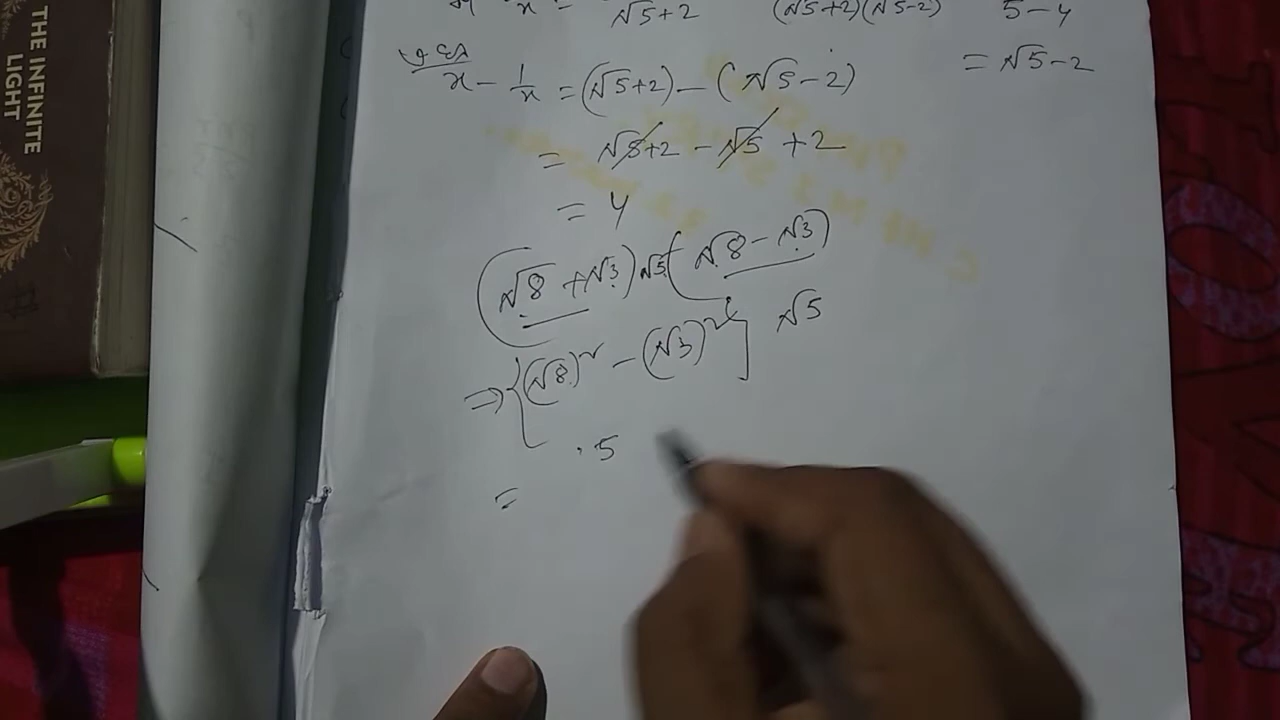 THE INFINITE
LIGHT
x = √5+2 (√5+2)(√5-2) 5-4
= √5-2
x - 1/x = (√5+2) - (√5-2)
= √5+2 - √5 + 2
= 4
(√8 + √3) √5 (√8 - √3)
⇒ {(√8)² - (√3)²] √5
. 5
=